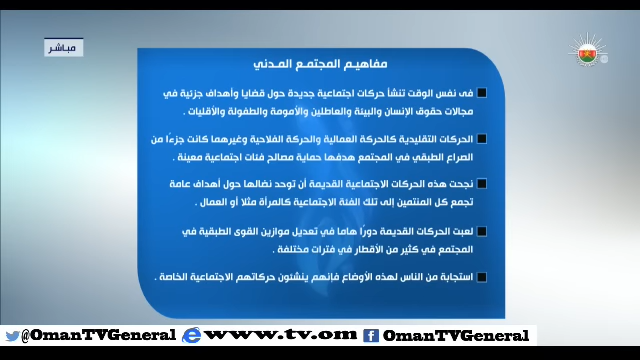 مباشر
مفاهيم المجتمع المدني
فى نفس الوقت تنشأ حركات اجتماعية جديدة حول قضايا وأهداف جزئية في
مجالات حقوق الإنسان والبيئة والعاطلين والأمومة والطفولة والأقليات .
الحركات التقليدية كالحركة العمالية والحركة الفلاحية وغيرهما كانت جزءًا من
الصراع الطبقي في المجتمع هدفها حماية مصالح فئات اجتماعية معينة .
نجحت هذه الحركات الاجتماعية القديمة أن توحد نضالها حول أهداف عامة
تجمع كل المنتمين إلى تلك الفئة الاجتماعية كالمرأة مثلا أو العمال .
لعبت الحركات القديمة دورًا هاما في تعديل موازين القوى الطبقية في
المجتمع في كثير من الأقطار في فترات مختلفة .
استجابة من الناس لهذه الأوضاع فإنهم ينشئون حركاتهم الاجتماعية الخاصة .
@OmanTVGeneral www.tv.om OmanTVGeneral